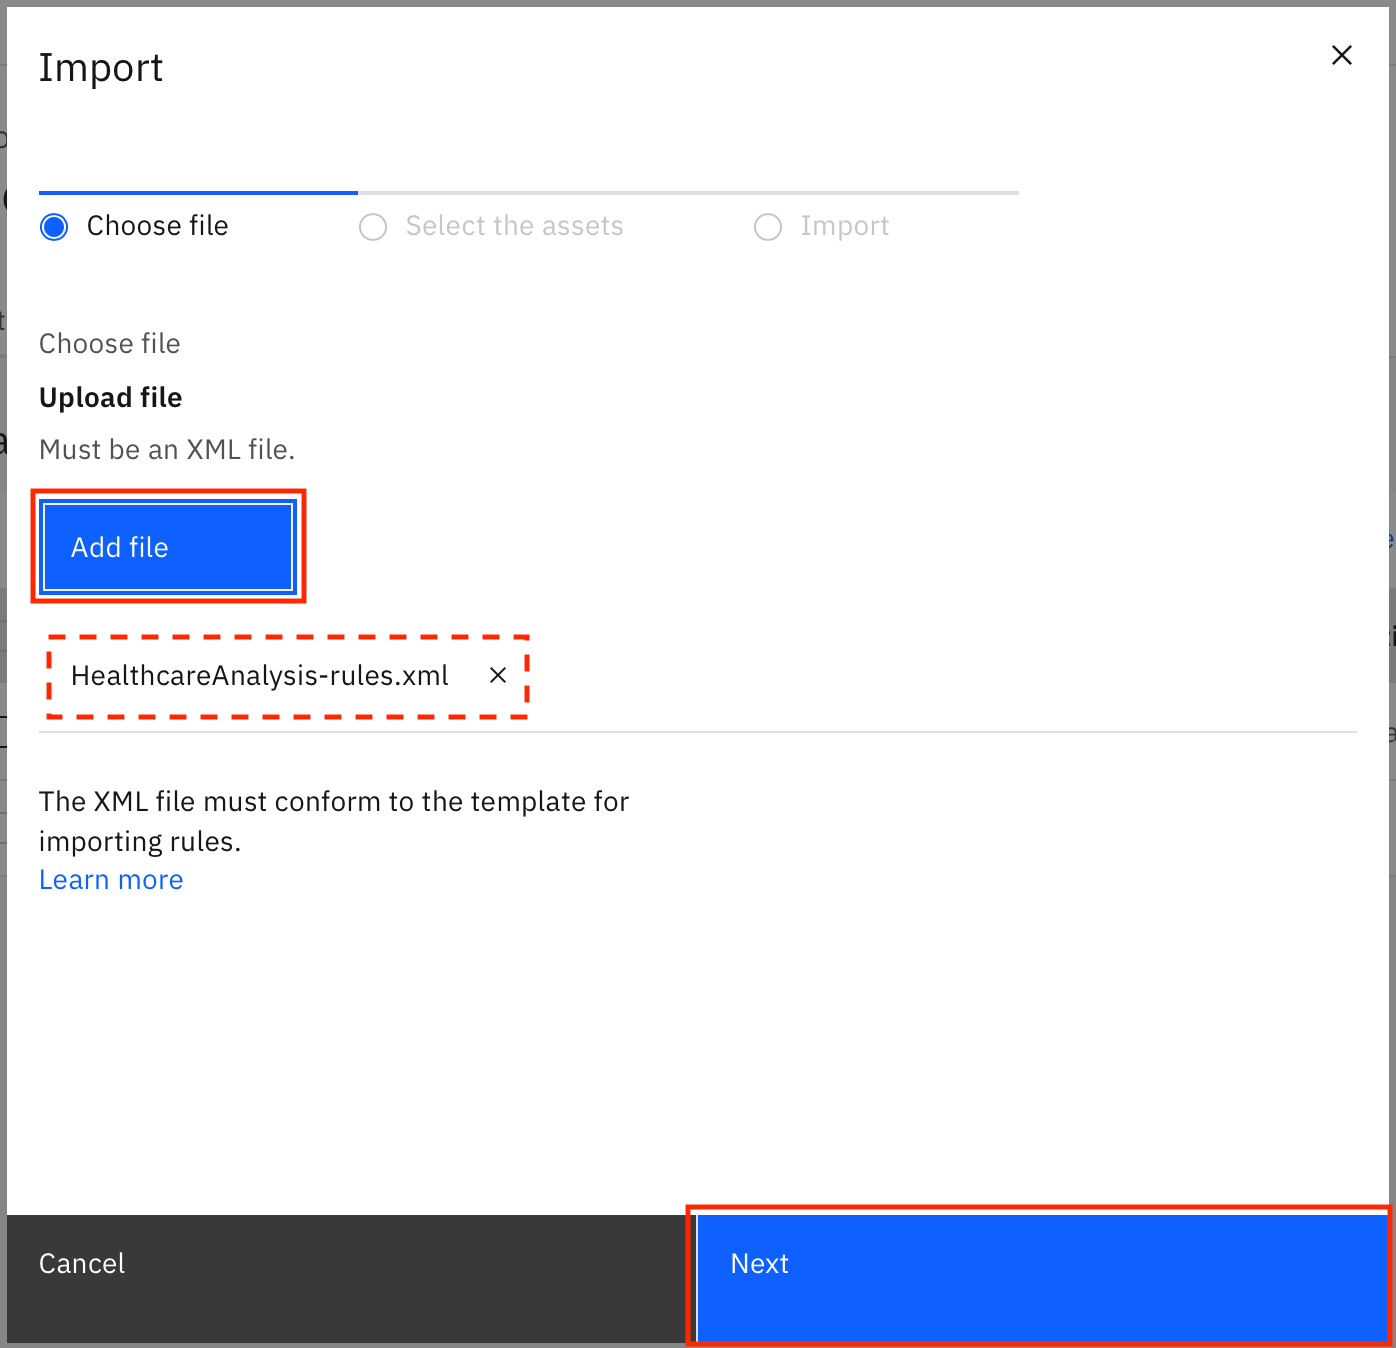 Import
Choose file
Select the assets
Import
Choose file
Upload file
Must be an XML file.
Add file
HealthcareAnalysis-rules.xml
The XML file must conform to the template for
importing rules.
Learn more
Cancel
Next